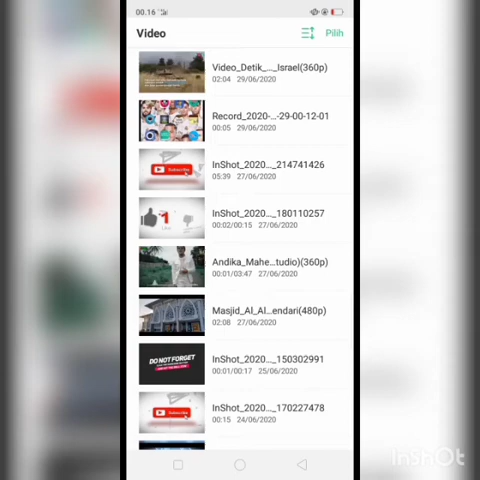 00.16
Video
Pilih
Video_Detik_..._Israel(360p)
02:04 29/06/2020
Record_2020-...-29-00-12-01
00:05 29/06/2020
InShot_2020..._214741426
05:39 27/06/2020
Subscribe
InShot_2020..._180110257
00:02/00:15 27/06/2020
Andika_Mahe...tudio)(360p)
00:01/03:47 27/06/2020
Masjid_Al_Al...endari(480p)
02:08 27/06/2020
DO NOT FORGET
InShot_2020..._150302991
00:01/00:17 25/06/2020
InShot_2020..._170227478
00:15 24/06/2020
Subscribe
InShOt